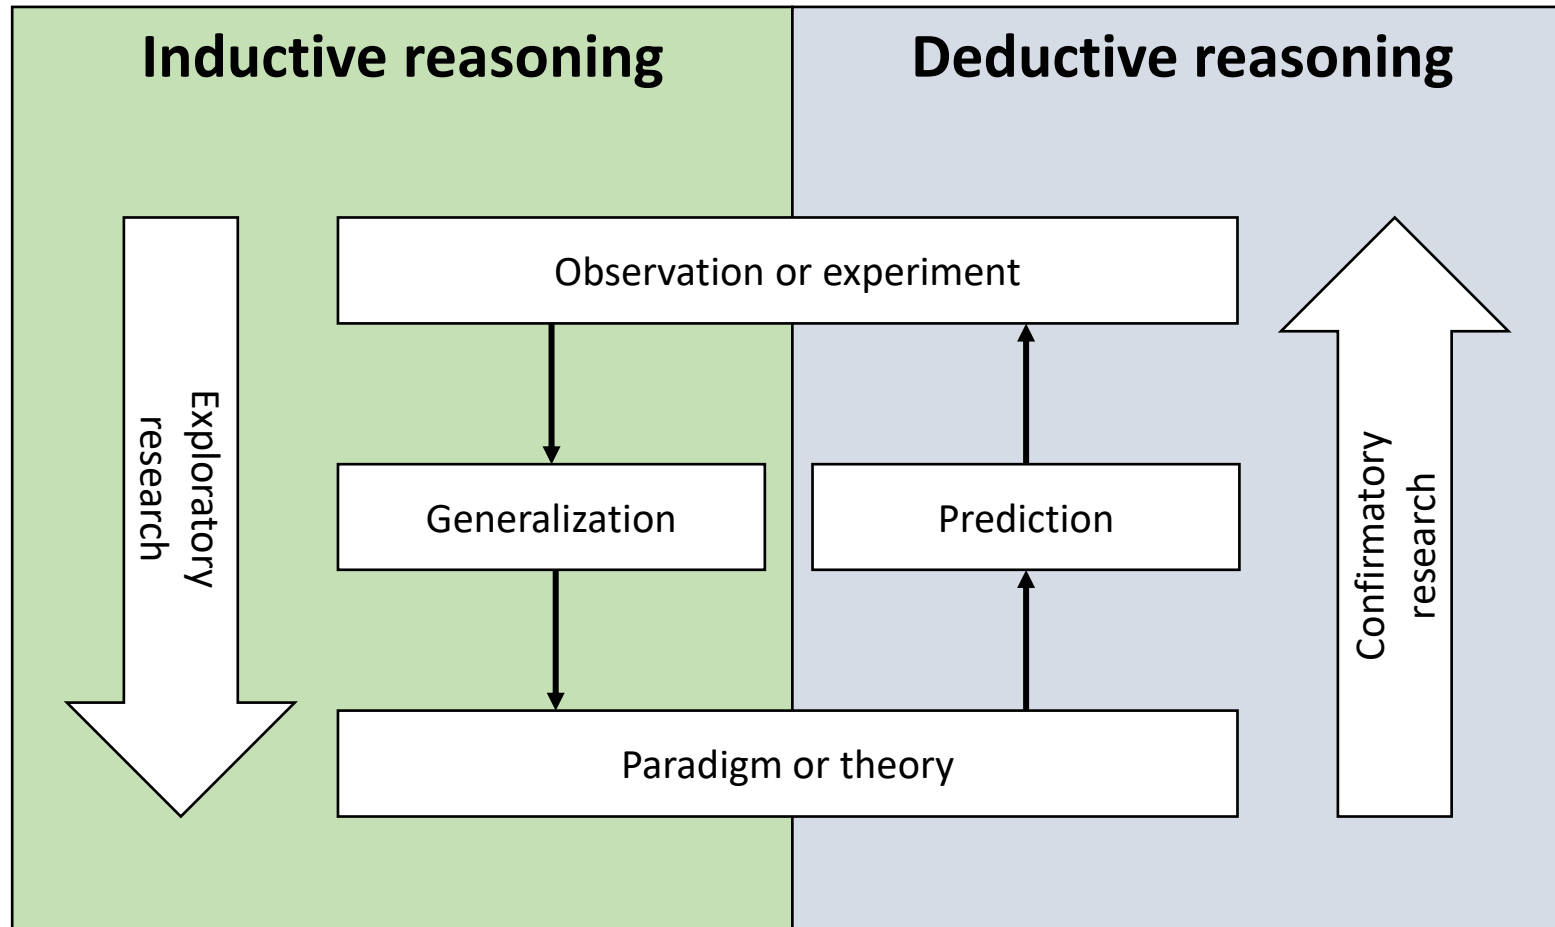 Inductive reasoning
Deductive reasoning
Observation or experiment
Exploratory
research
Generalization
Prediction
Confirmatory
research
Paradigm or theory